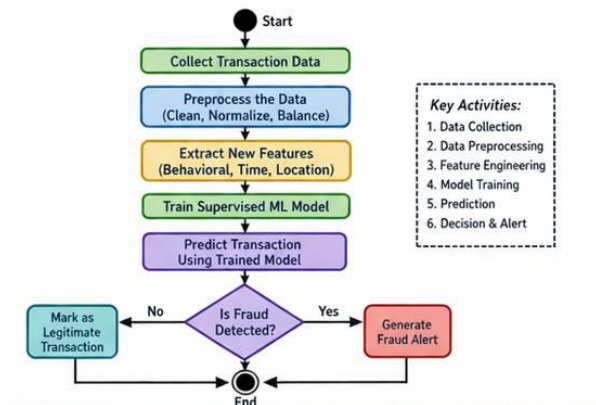 Start
Collect Transaction Data
Preprocess the Data
(Clean, Normalize, Balance)
Extract New Features
(Behavioral, Time, Location)
Train Supervised ML Model
Predict Transaction
Using Trained Model
Is Fraud
Detected?
No
Yes
Mark as
Legitimate
Transaction
Generate
Fraud Alert
End
Key Activities:
1. Data Collection
2. Data Preprocessing
3. Feature Engineering
4. Model Training
5. Prediction
6. Decision & Alert